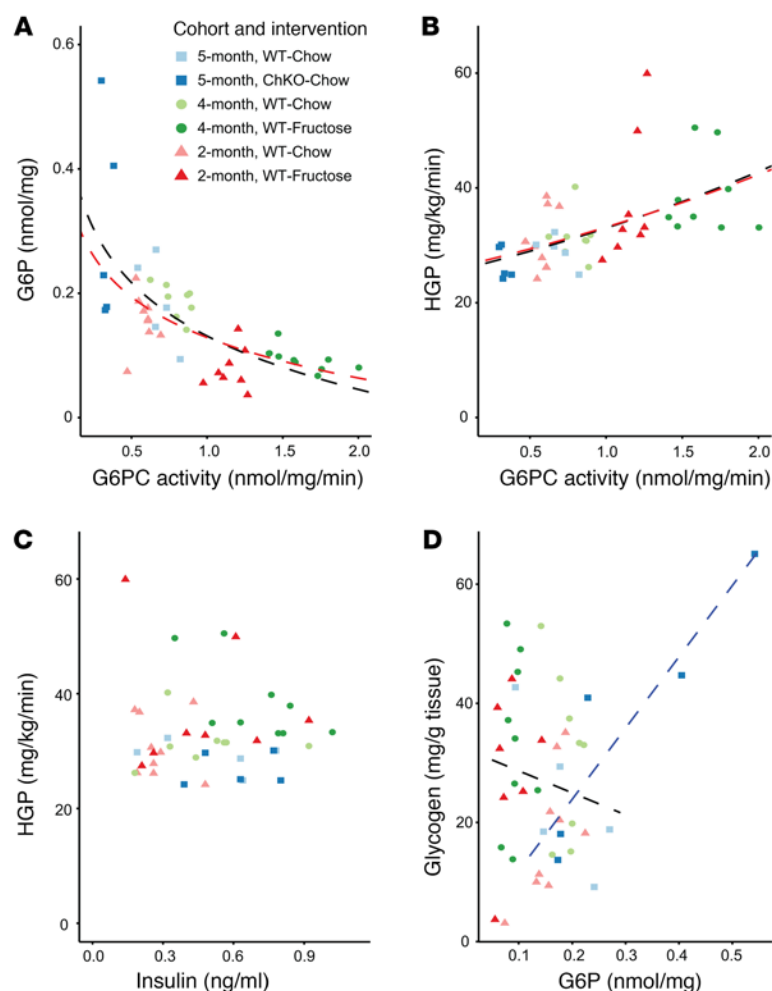 A
Cohort and intervention
5-month, WT-Chow
5-month, ChKO-Chow
4-month, WT-Chow
4-month, WT-Fructose
2-month, WT-Chow
2-month, WT-Fructose
G6P (nmol/mg)
0.6
0.4
0.2
0
0.5 1.0 1.5 2.0
G6PC activity (nmol/mg/min)
B
HGP (mg/kg/min)
60
40
20
0
0.5 1.0 1.5 2.0
G6PC activity (nmol/mg/min)
C
HGP (mg/kg/min)
60
40
20
0
0.0 0.3 0.6 0.9
Insulin (ng/ml)
D
Glycogen (mg/g tissue)
60
40
20
0
0.1 0.2 0.3 0.4 0.5
G6P (nmol/mg)